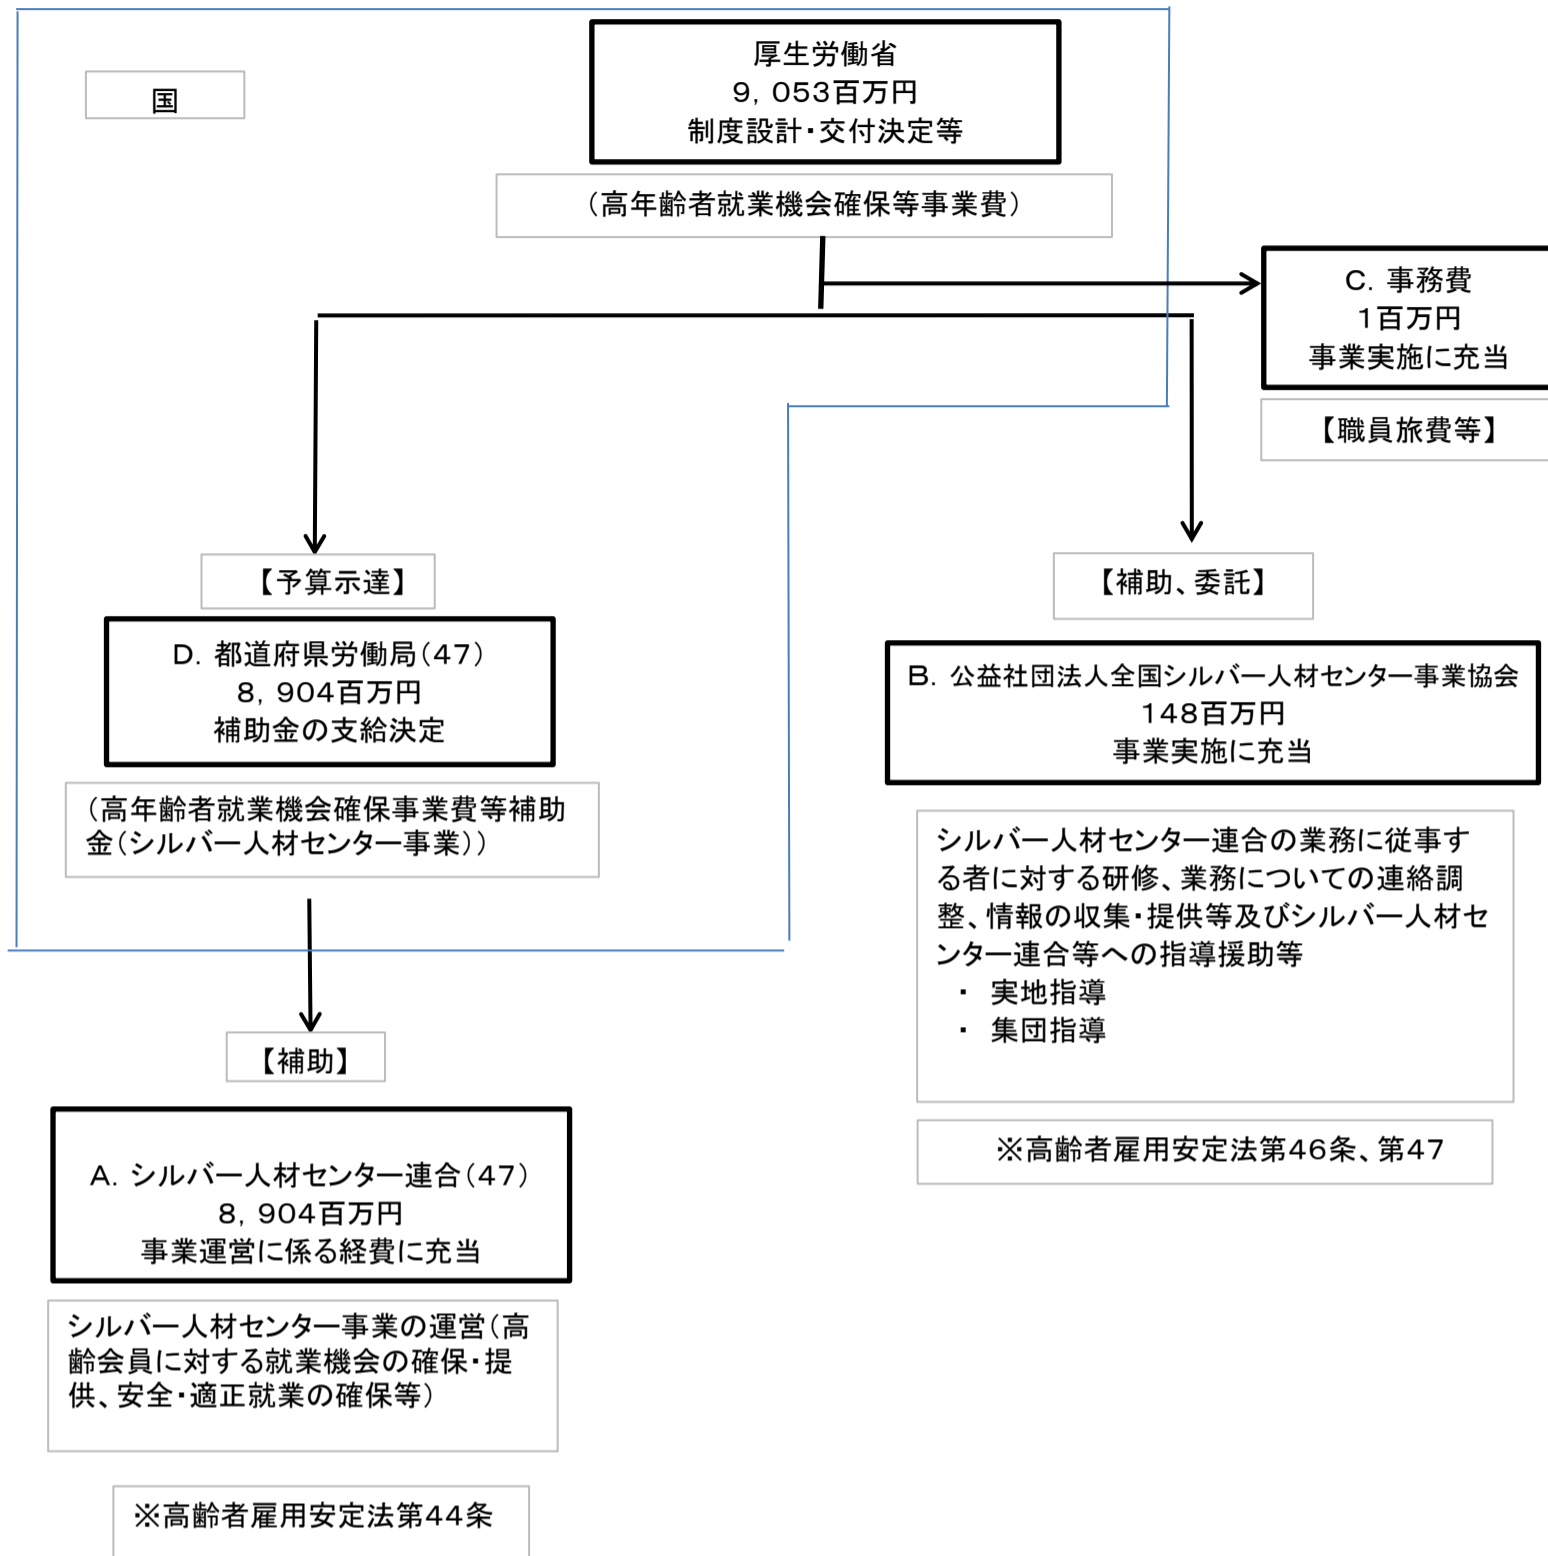 国
厚生労働省
９，０５３百万円
制度設計・交付決定等
（高年齢者就業機会確保等事業費）
Ｃ．事務費
１百万円
事業実施に充当
【職員旅費等】
【予算示達】
Ｄ．都道府県労働局（４７）
８，９０４百万円
補助金の支給決定
（高年齢者就業機会確保事業費等補助
金（シルバー人材センター事業））
【補助、委託】
Ｂ．公益社団法人全国シルバー人材センター事業協会
１４８百万円
事業実施に充当
シルバー人材センター連合の業務に従事す
る者に対する研修、業務についての連絡調
整、情報の収集・提供等及びシルバー人材セ
ンター連合等への指導援助等
・　実地指導
・　集団指導
※高齢者雇用安定法第４６条、第４７
【補助】
Ａ．シルバー人材センター連合（４７）
８，９０４百万円
事業運営に係る経費に充当
シルバー人材センター事業の運営（高
齢会員に対する就業機会の確保・提
供、安全・適正就業の確保等）
※高齢者雇用安定法第４４条